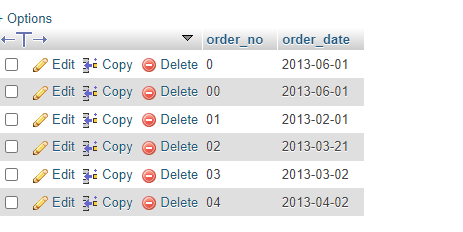 + Options
←T→ order_no order_date
Edit Copy Delete 0 2013-06-01
Edit Copy Delete 00 2013-06-01
Edit Copy Delete 01 2013-02-01
Edit Copy Delete 02 2013-03-21
Edit Copy Delete 03 2013-03-02
Edit Copy Delete 04 2013-04-02